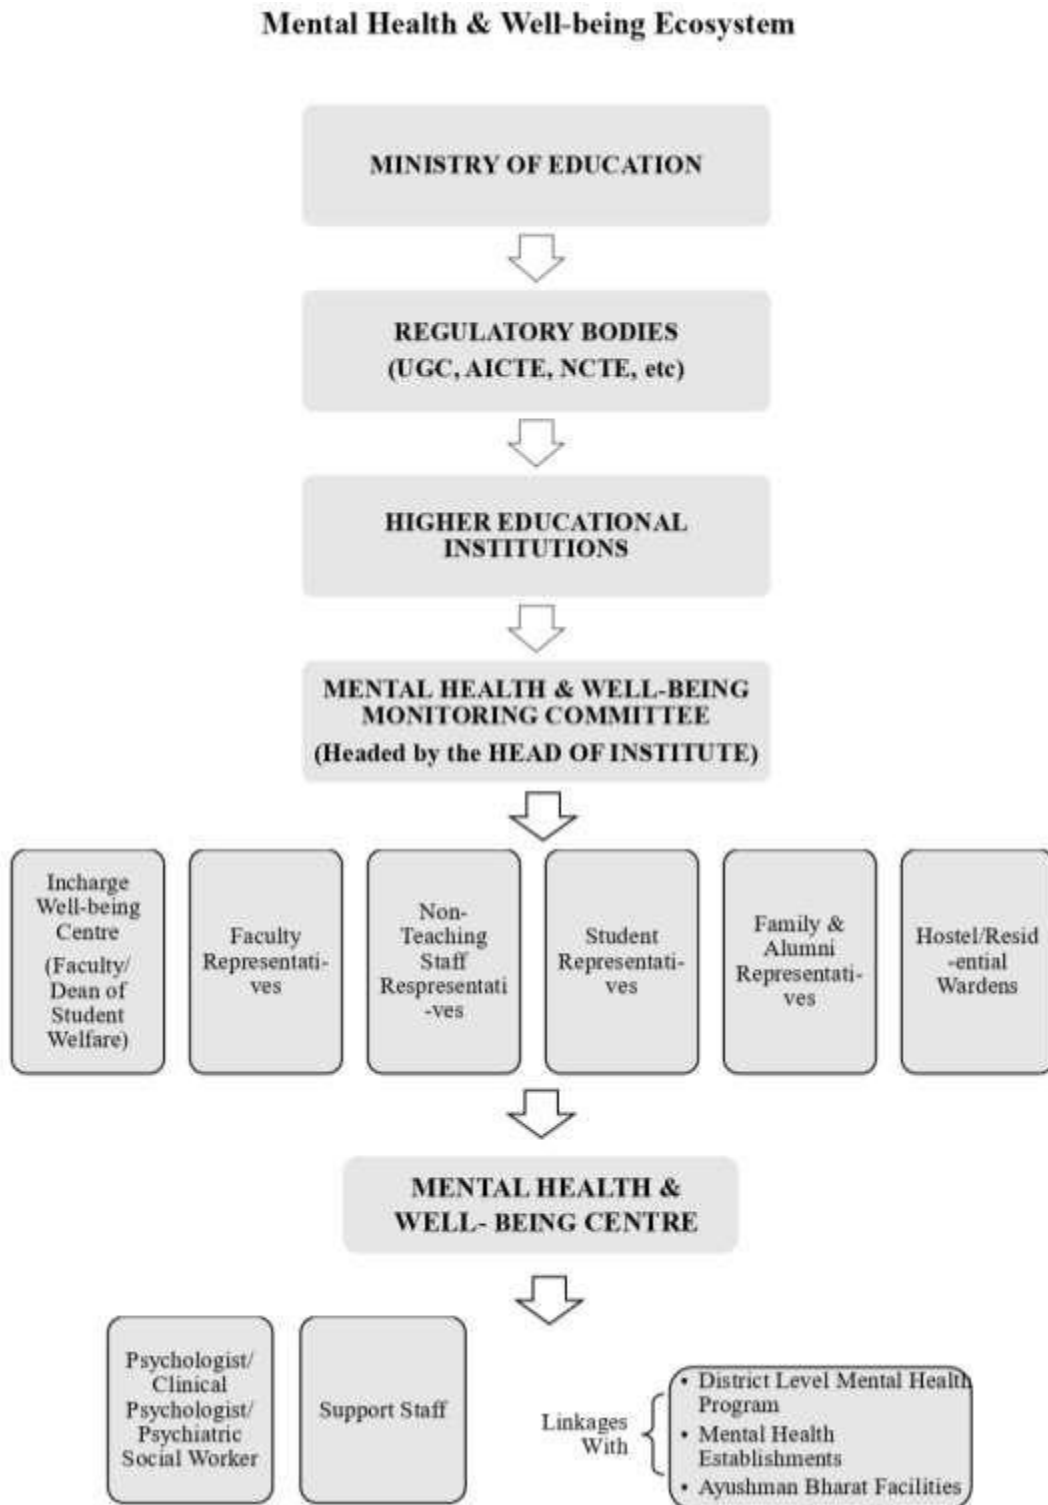 Mental Health & Well-being Ecosystem
MINISTRY OF EDUCATION
REGULATORY BODIES
(UGC, AICTE, NCTE, etc)
HIGHER EDUCATIONAL
INSTITUTIONS
MENTAL HEALTH & WELL-BEING
MONITORING COMMITTEE
(Headed by the HEAD OF INSTITUTE)
Incharge
Well-being
Centre
(Faculty/
Dean of
Student
Welfare)
Faculty
Representati-
ves
Non-
Teaching
Staff
Respresentati
-ves
Student
Representati-
ves
Family &
Alumni
Representati-
ves
Hostel/Resid
-ential
Wardens
MENTAL HEALTH &
WELL- BEING CENTRE
Psychologist/
Clinical
Psychologist/
Psychiatric
Social Worker
Support Staff
Linkages
With
• District Level Mental Health
Program
• Mental Health
Establishments
• Ayushman Bharat Facilities